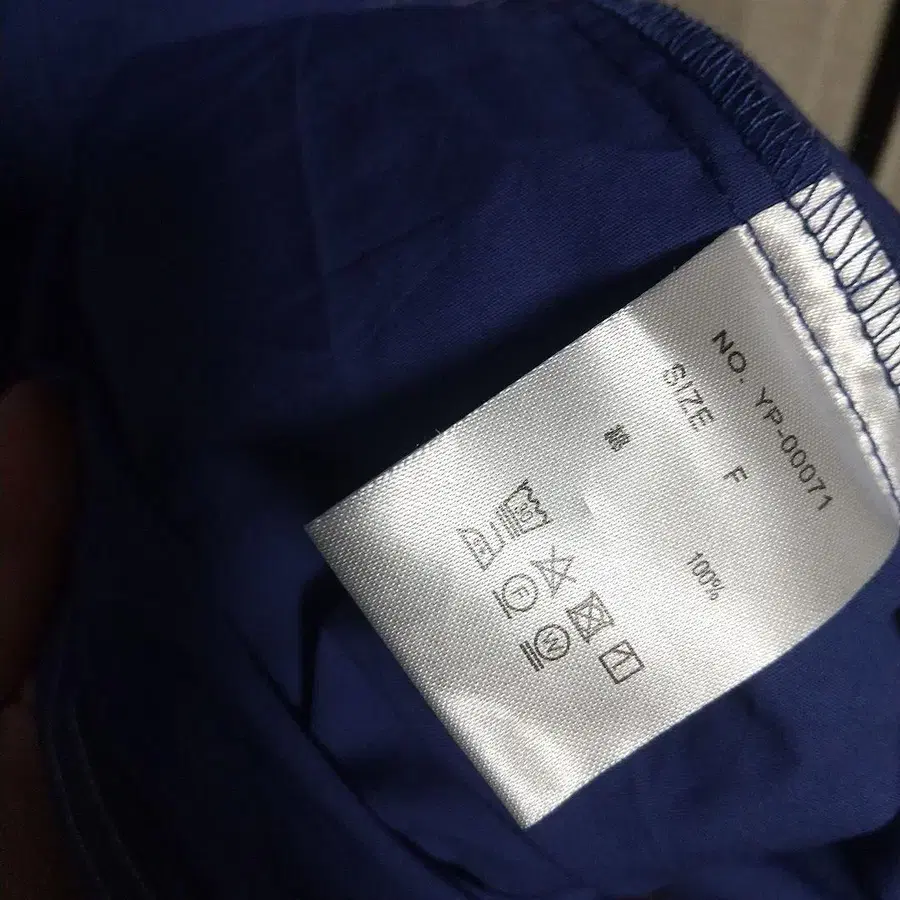 NO. YP-00071
SIZE F
綿 100%